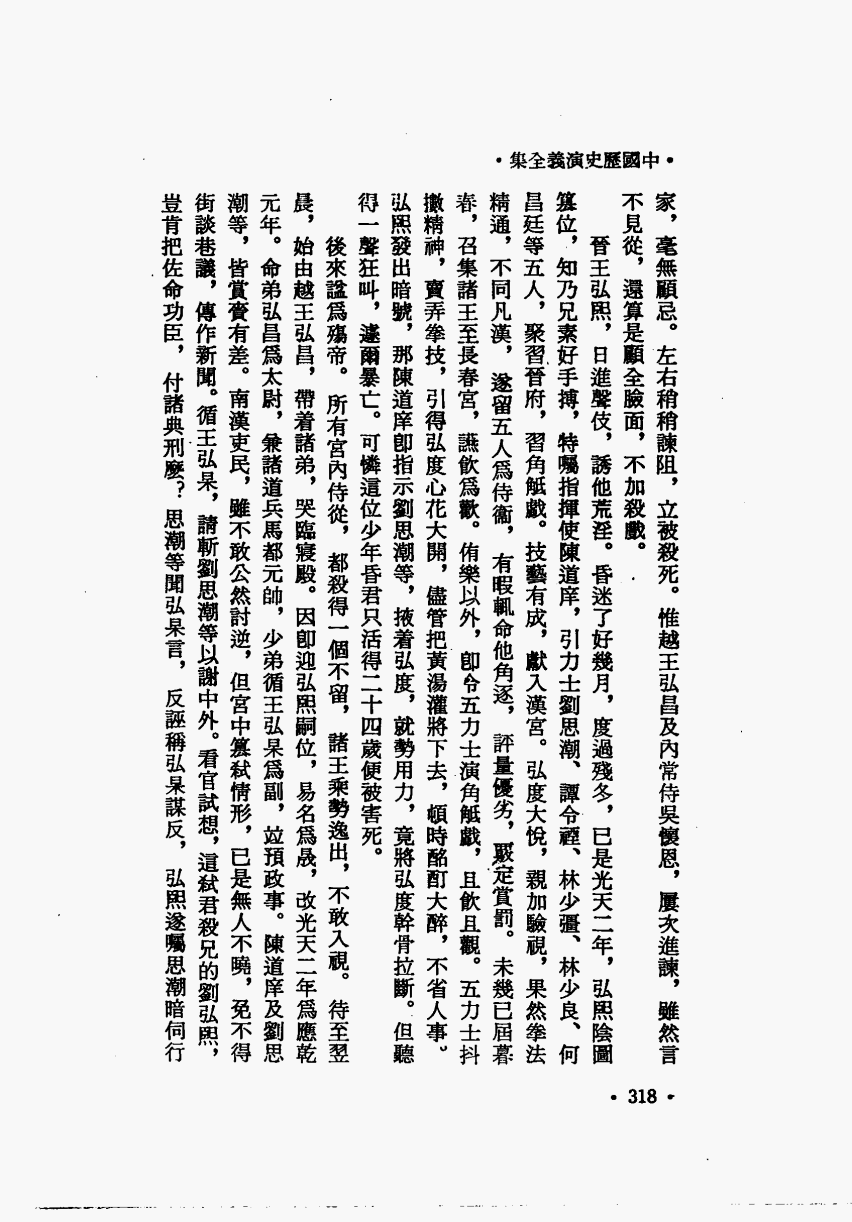 •中國歷史演義全集•
家，毫無顧忌。左右稍稍諫阻，立被殺死。惟越王弘昌及內常侍吳懷恩，屢次進諫，雖然言
不見從，還算是顧全臉面，不加殺戮。
晉王弘熙，日進聲伎，誘他荒淫。昏迷了好幾月，度過殘冬，已是光天二年，弘熙陰圖
篡位，知乃兄素好手搏，特囑指揮使陳道庠，引力士劉思潮、譚令禋、林少彊、林少良、何
昌廷等五人，聚習晉府，習角觝戲。技藝有成，獻入漢宮。弘度大悅，親加驗視，果然拳法
精通，不同凡漢，遂留五人爲侍衞，有暇輒命他角逐，評量優劣，覈定賞罰。未幾已屆暮
春，召集諸王至長春宮，讌飲爲歡。侑樂以外，卽令五力士演角觝戲，且飲且觀。五力士抖
擻精神，賣弄拳技，引得弘度心花大開，儘管把黃湯灌將下去，頓時酩酊大醉，不省人事。
弘熙發出暗號，那陳道庠卽指示劉思潮等，掖着弘度，就勢用力，竟將弘度幹骨拉斷。但聽
得一聲狂叫，遽爾暴亡。可憐這位少年昏君只活得二十四歲便被害死。
後來諡爲殤帝。所有宮內侍從，都殺得一個不留，諸王乘勢逸出，不敢入視。待至翌
晨，始由越王弘昌，帶着諸弟，哭臨寢殿。因卽迎弘熙嗣位，易名爲晟，改光天二年爲應乾
元年。命弟弘昌爲太尉，兼諸道兵馬都元帥，少弟循王弘杲爲副，竝預政事。陳道庠及劉思
潮等，皆賞賚有差。南漢吏民，雖不敢公然討逆，但宮中篡弒情形，已是無人不曉，免不得
街談巷議，傳作新聞。循王弘杲，請斬劉思潮等以謝中外。看官試想，這弒君殺兄的劉弘熙，
豈肯把佐命功臣，付諸典刑麼？思潮等聞弘杲言，反誣稱弘杲謀反，弘熙遂囑思潮暗伺行
•318•